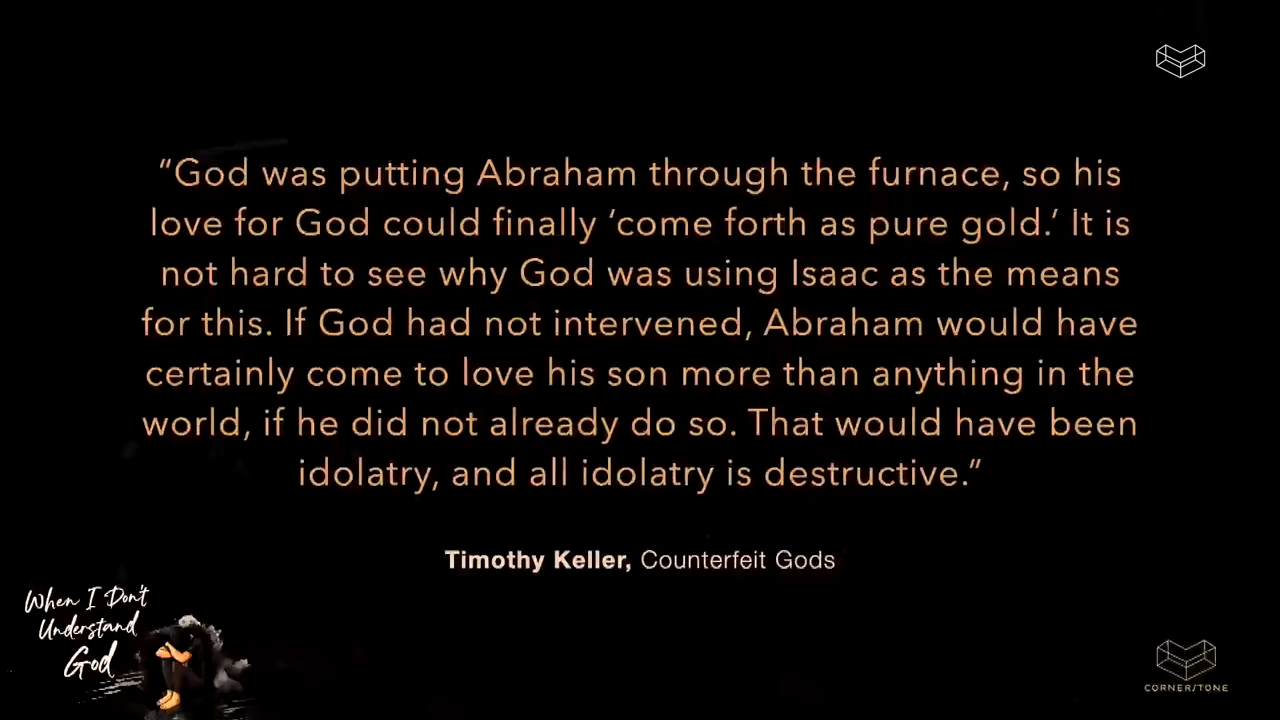 “God was putting Abraham through the furnace, so his
love for God could finally ‘come forth as pure gold.’ It is
not hard to see why God was using Isaac as the means
for this. If God had not intervened, Abraham would have
certainly come to love his son more than anything in the
world, if he did not already do so. That would have been
idolatry, and all idolatry is destructive.”
Timothy Keller, Counterfeit Gods
When I Don't
Understand
God
CORNERSTONE